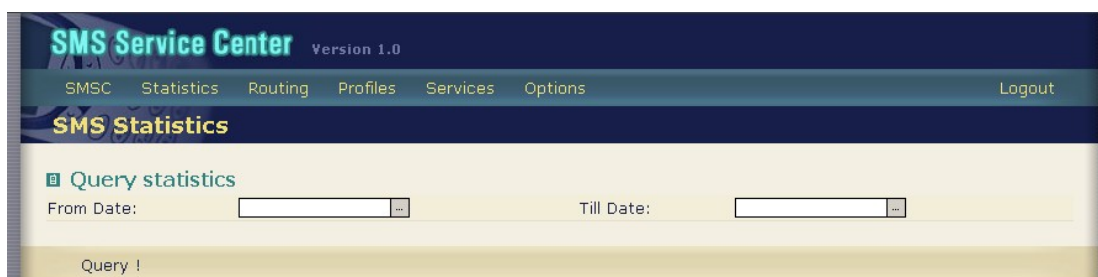 SMS Service Center Version 1.0
SMSC Statistics Routing Profiles Services Options Logout
SMS Statistics
Query statistics
From Date: ... Till Date: ...
Query !